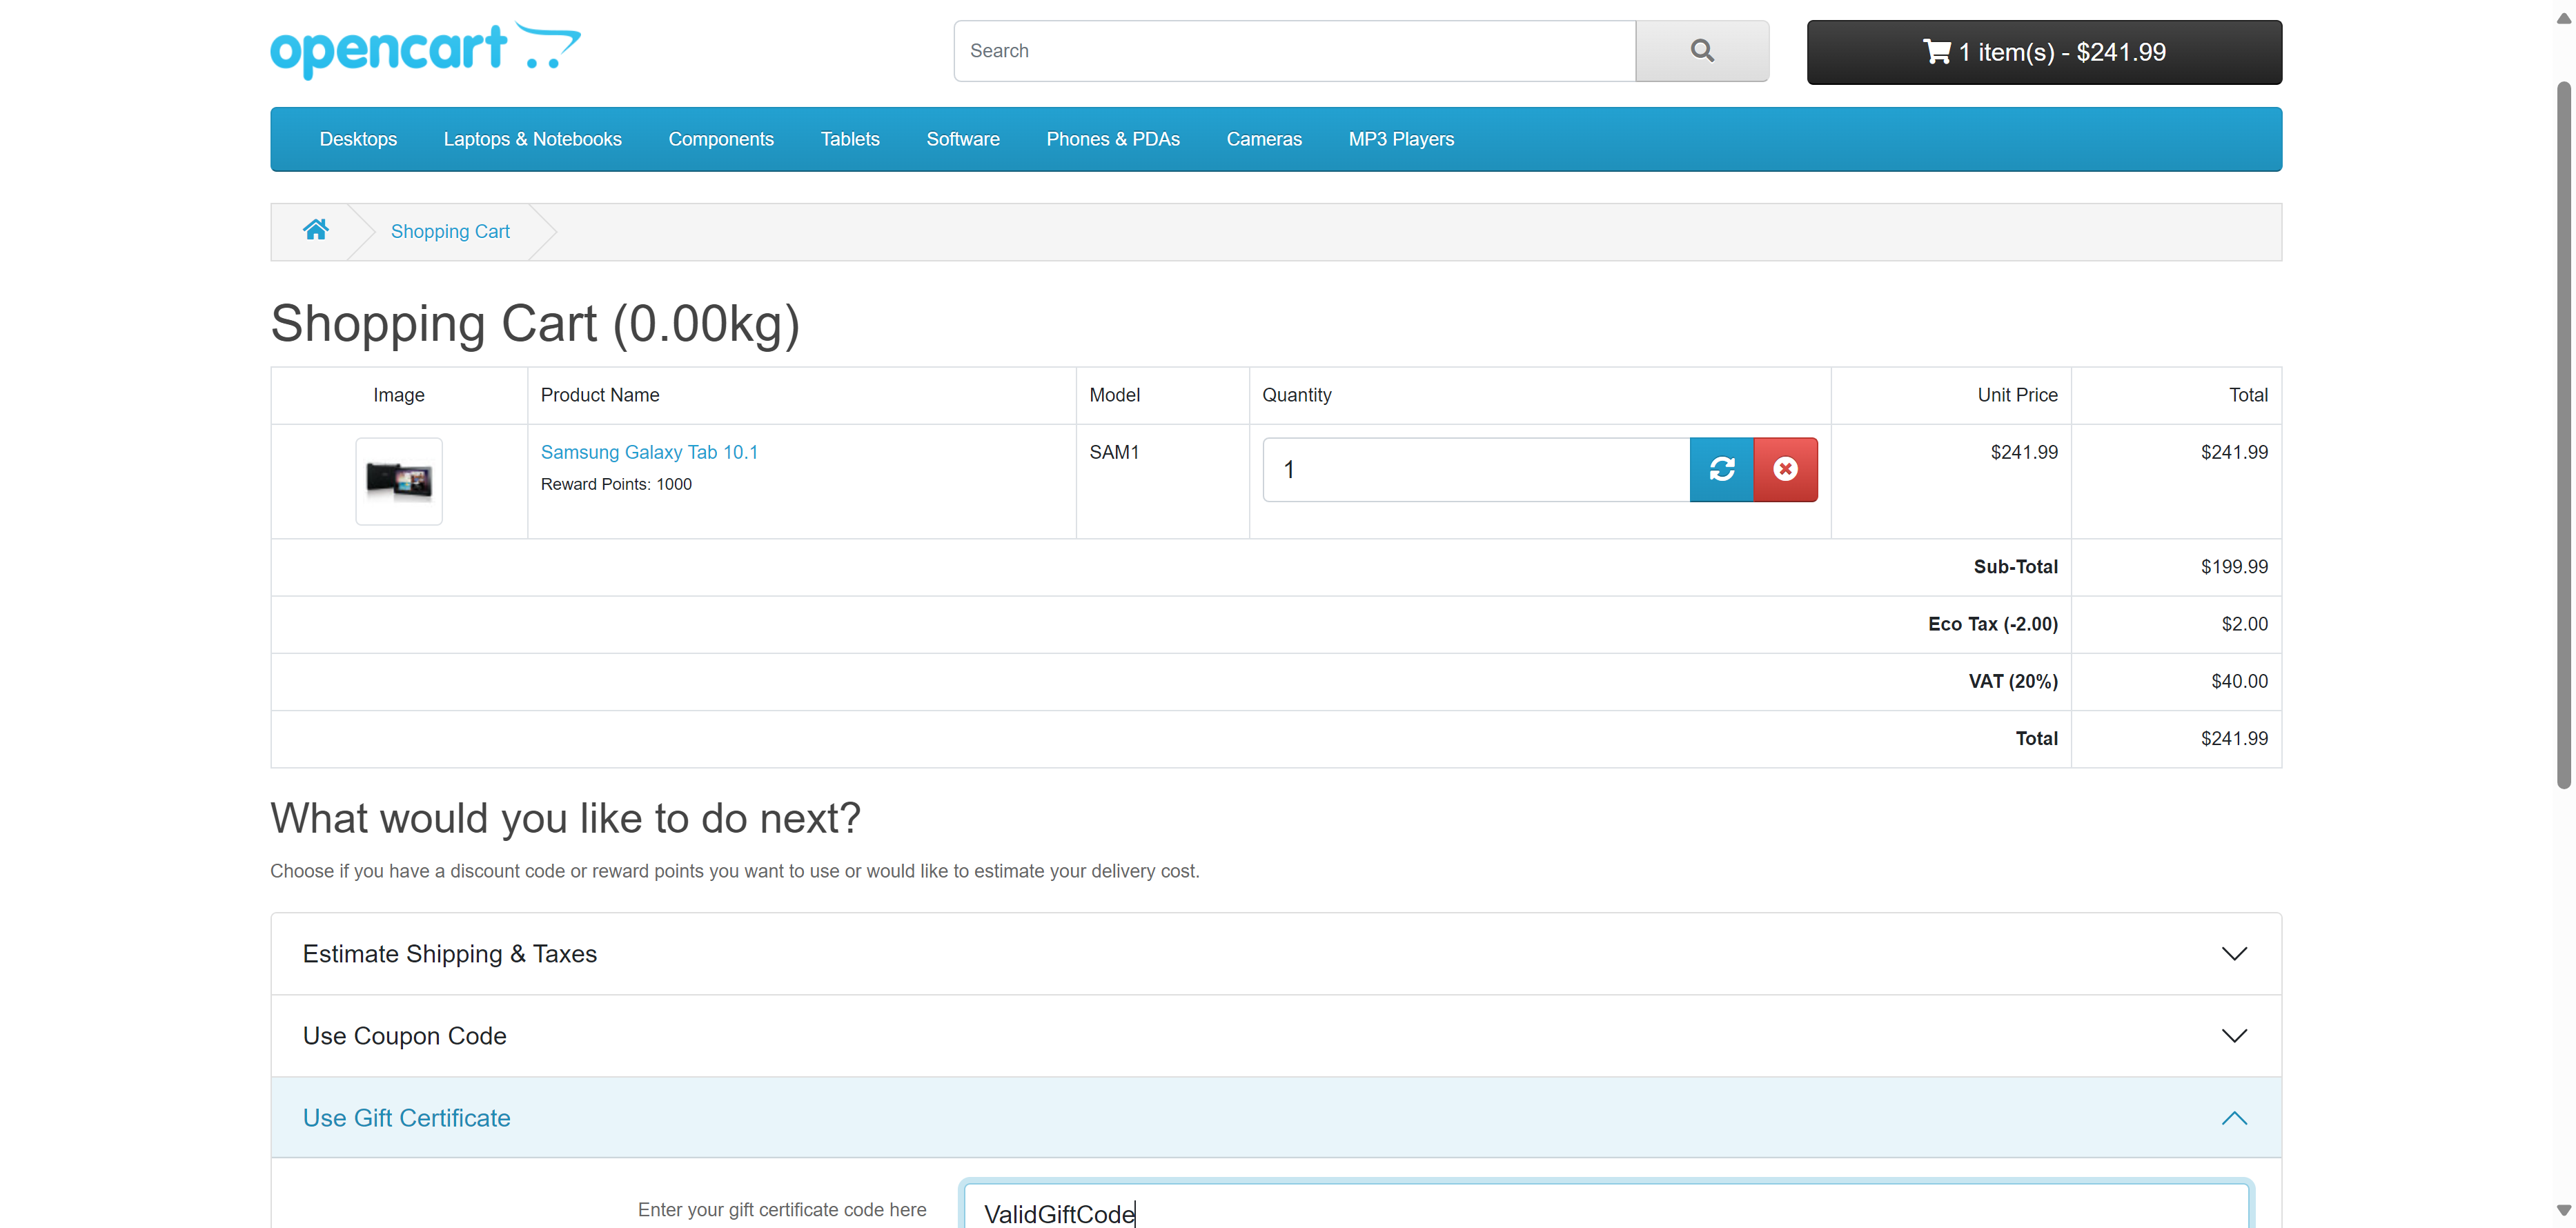 opencart
Search
1 item(s) - $241.99
Desktops Laptops & Notebooks Components Tablets Software Phones & PDAs Cameras MP3 Players
Shopping Cart
Shopping Cart (0.00kg)
Image Product Name Model Quantity Unit Price Total
Samsung Galaxy Tab 10.1 SAM1 1 $241.99 $241.99
Reward Points: 1000
Sub-Total $199.99
Eco Tax (-2.00) $2.00
VAT (20%) $40.00
Total $241.99
What would you like to do next?
Choose if you have a discount code or reward points you want to use or would like to estimate your delivery cost.
Estimate Shipping & Taxes
Use Coupon Code
Use Gift Certificate
Enter your gift certificate code here ValidGiftCode